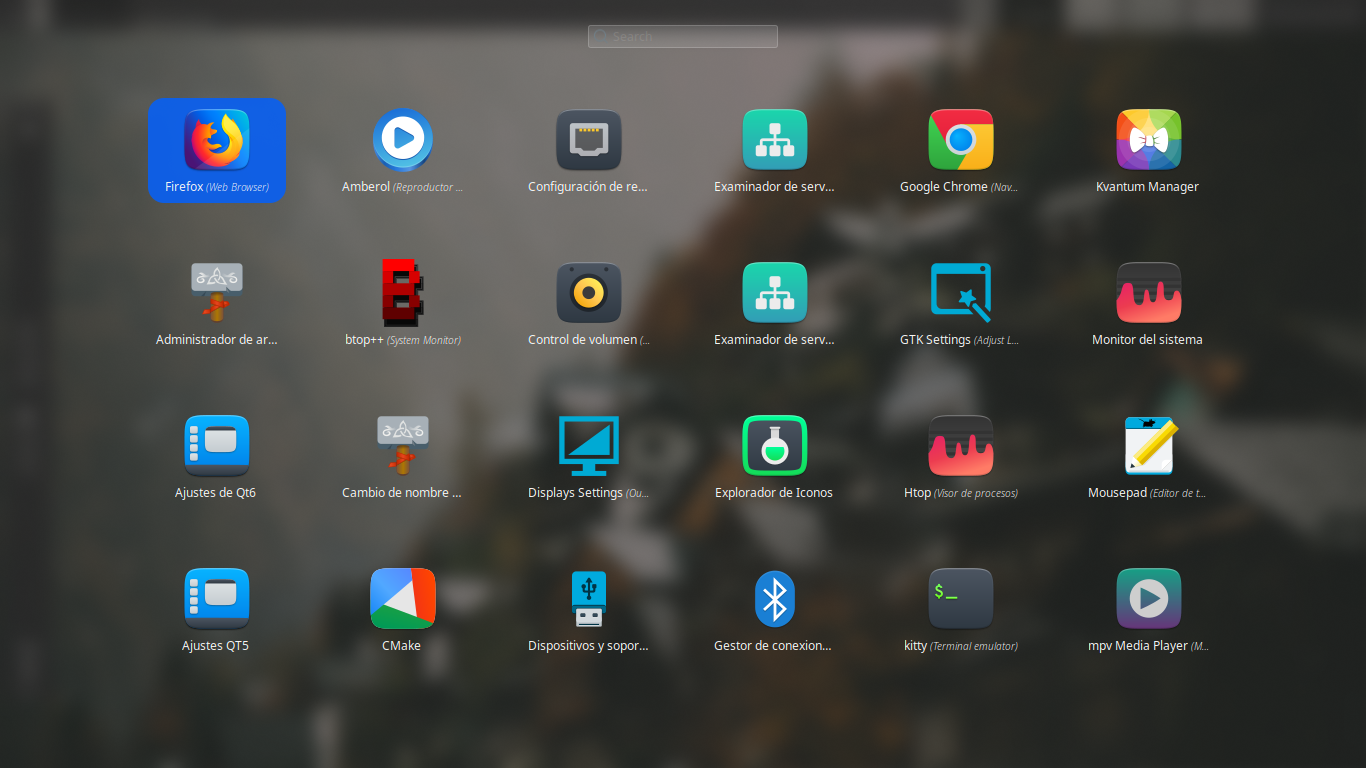 Search...
Firefox (Web Browser)
Amberol (Reproductor ...
Configuración de re...
Examinador de serv...
Google Chrome (Nav...
Kvantum Manager
Administrador de ar...
btop++ (System Monitor)
Control de volumen (...
Examinador de serv...
GTK Settings (Adjust L...
Monitor del sistema
Ajustes de Qt6
Cambio de nombre ...
Displays Settings (Ou...
Explorador de Iconos
Htop (Visor de procesos)
Mousepad (Editor de t...
$_
Ajustes QT5
CMake
Dispositivos y sopor...
Gestor de conexion...
kitty (Terminal emulator)
mpv Media Player (M...